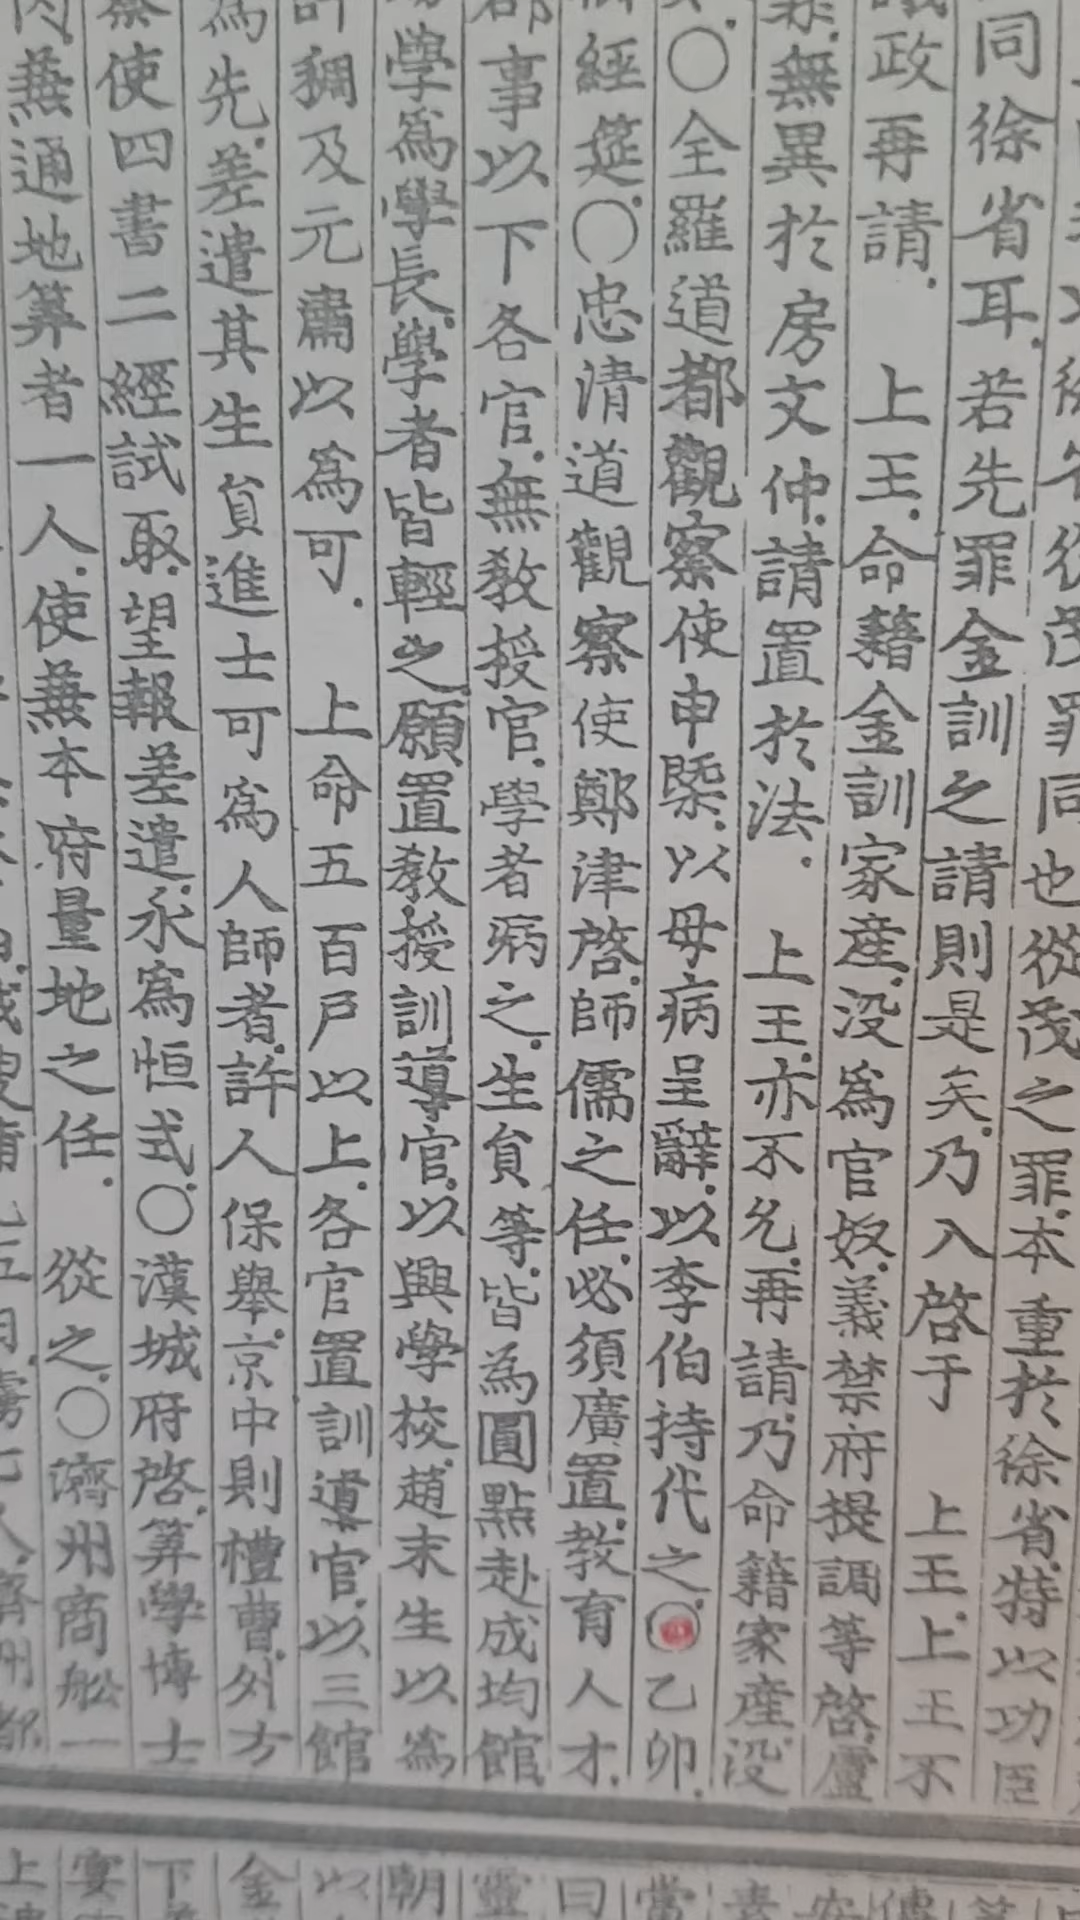 同徐省耳.若先罪金訓之請則是矣.乃入啓于 上王.上王不
政再請. 上王.命籍金訓家產.沒爲官奴.義禁府提調等啓.盧
無異於房文仲.請置於法. 上王.亦不允.再請.乃命籍家產沒
○全羅道都觀察使申槩.以母病呈辭.以李伯持代之.○乙卯.
經筵.○忠淸道觀察使鄭津啓.師儒之任.必須廣置.敎育人才.
事以下各官.無敎授官.學者病之.生員等.皆爲圓點赴成均館.
學爲學長.學者皆輕之.願置敎授訓導官.以興學校.趙末生以爲
稠及元肅以爲可. 上命五百戶以上.各官置訓導官.以三館
爲先.差遣其生員進士可爲人師者.許人保舉.京中則禮曹.外方
使四書二經試取.望報差遣.永爲恒式.○漢城府啓.算學博士
兼通地算者一人.使兼本府量地之任. 從之.○濟州商船一